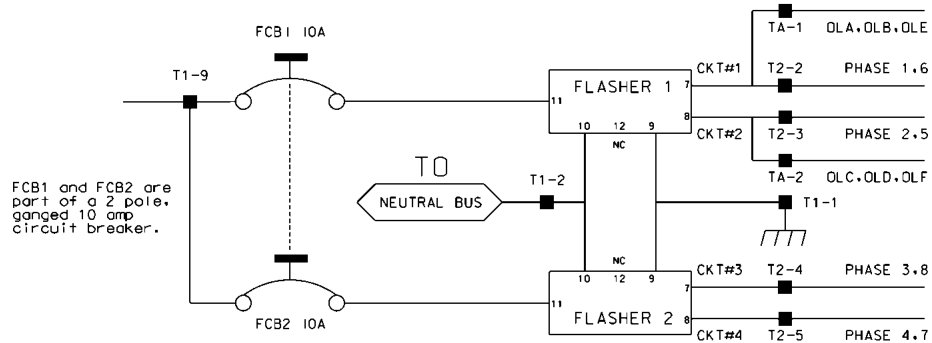 TA-1 OLA,OLB,OLE
FCB1 10A
T1-9
CKT#1 T2-2 PHASE 1,6
FLASHER 1
7
11
8
10 12 9
CKT#2 T2-3 PHASE 2,5
NC
TO
TA-2 OLC,OLD,OLF
T1-2
NEUTRAL BUS
T1-1
FCB1 and FCB2 are
part of a 2 pole,
ganged 10 amp
circuit breaker.
NC
10 12 9
CKT#3 T2-4 PHASE 3,8
7
11
FLASHER 2
8
FCB2 10A
CKT#4 T2-5 PHASE 4,7